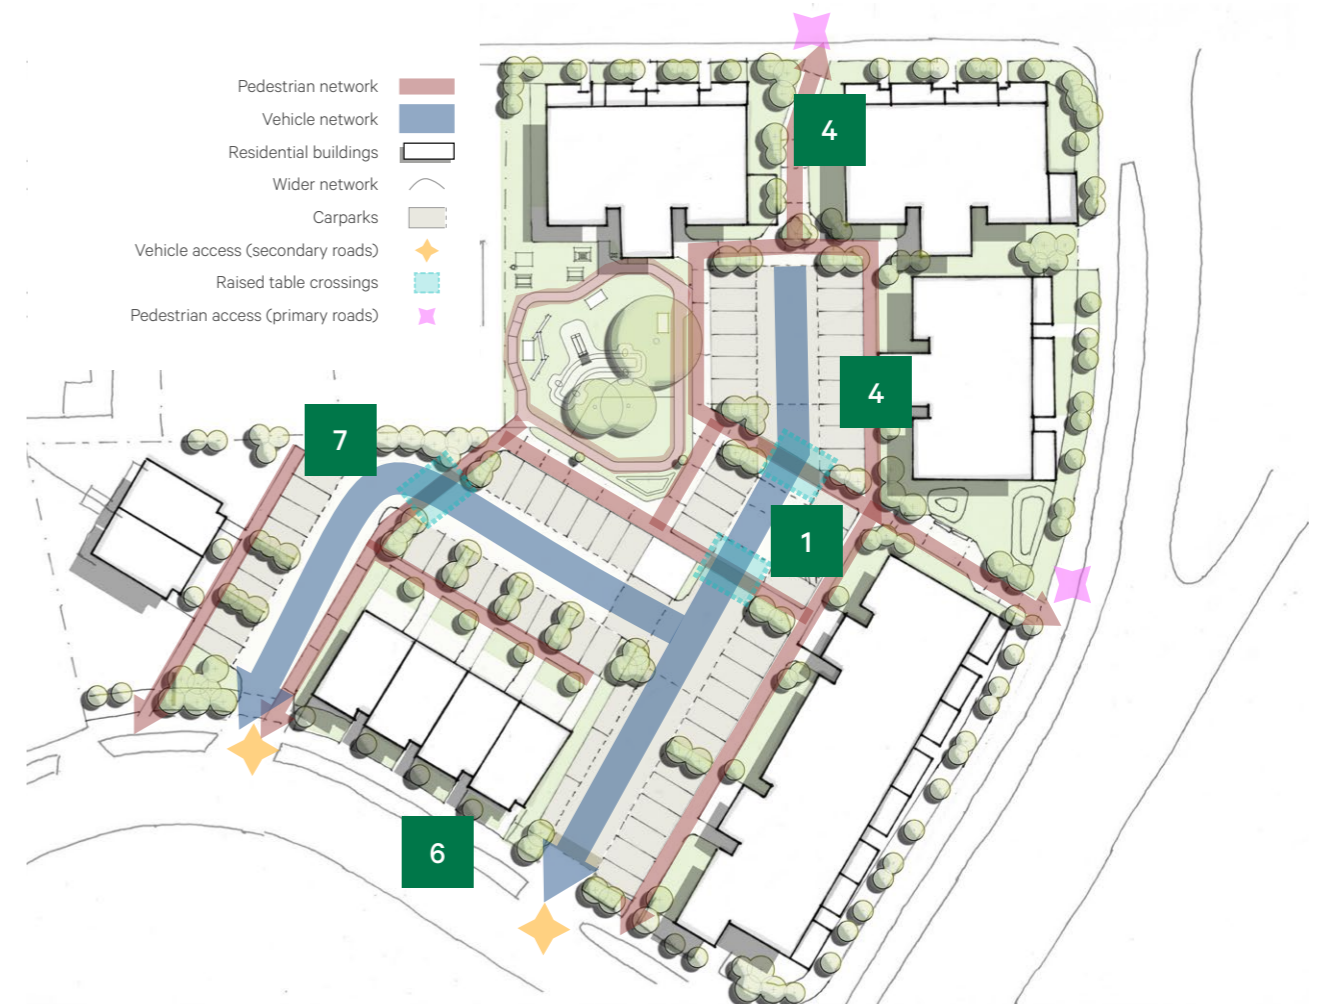 4
Pedestrian network
Vehicle network
Residential buildings
Wider network
Carparks
Vehicle access (secondary roads)
Raised table crossings
Pedestrian access (primary roads)
4
7
1
6